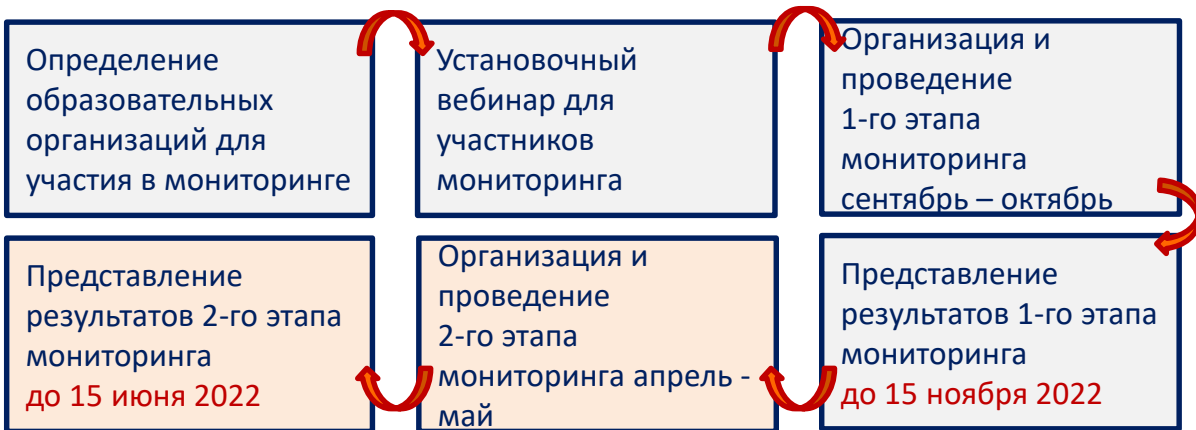 Определение
образовательных
организаций для
участия в мониторинге
Установочный
вебинар для
участников
мониторинга
Организация и
проведение
1-го этапа
мониторинга
сентябрь – октябрь
Представление
результатов 1-го этапа
мониторинга
до 15 ноября 2022
Организация и
проведение
2-го этапа
мониторинга апрель -
май
Представление
результатов 2-го этапа
мониторинга
до 15 июня 2022